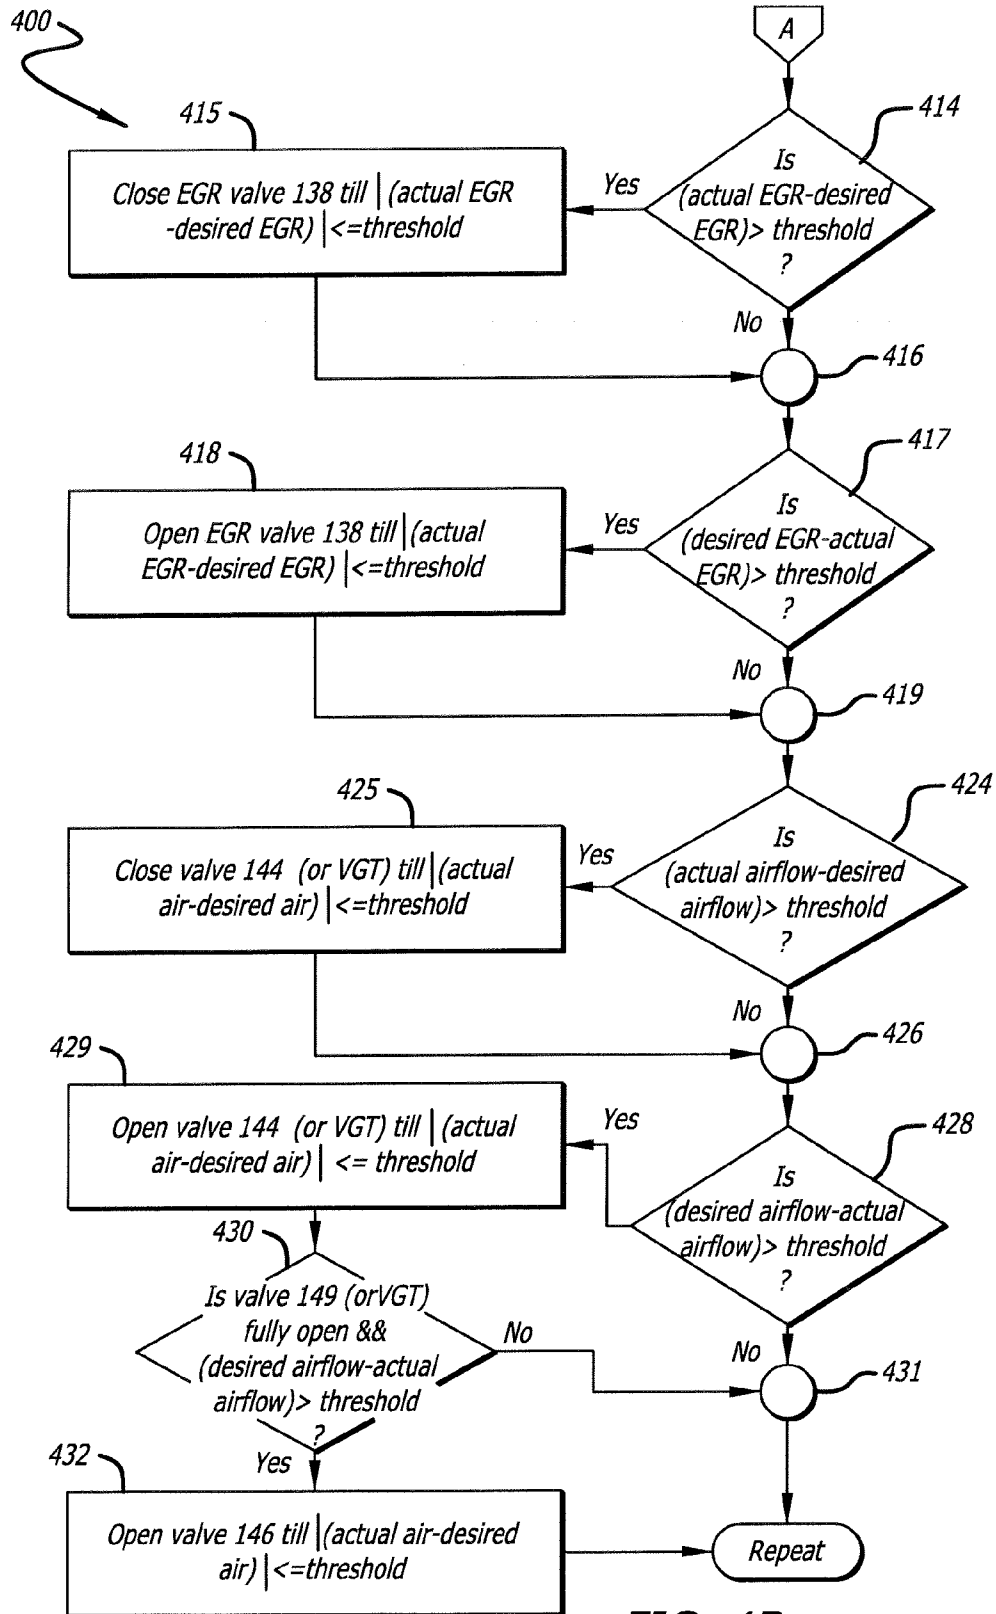 400
A
415
414
Close EGR valve 138 till |(actual EGR
-desired EGR)|<=threshold
Yes
Is
(actual EGR-desired
EGR)> threshold
?
No
416
418
417
Open EGR valve 138 till|(actual
EGR-desired EGR)|<=threshold
Yes
Is
(desired EGR-actual
EGR)> threshold
?
No
419
425
424
Close valve 144 (or VGT) till|(actual
air-desired air)|<=threshold
Yes
Is
(actual airflow-desired
airflow)> threshold
?
No
426
429
428
Open valve 144 (or VGT) till|(actual
air-desired air)| <= threshold
Yes
Is
(desired airflow-actual
airflow)> threshold
?
430
Is valve 149 (orVGT)
fully open &&
(desired airflow-actual
airflow)> threshold
?
No
No
431
Yes
432
Open valve 146 till|(actual air-desired
air)|<=threshold
Repeat